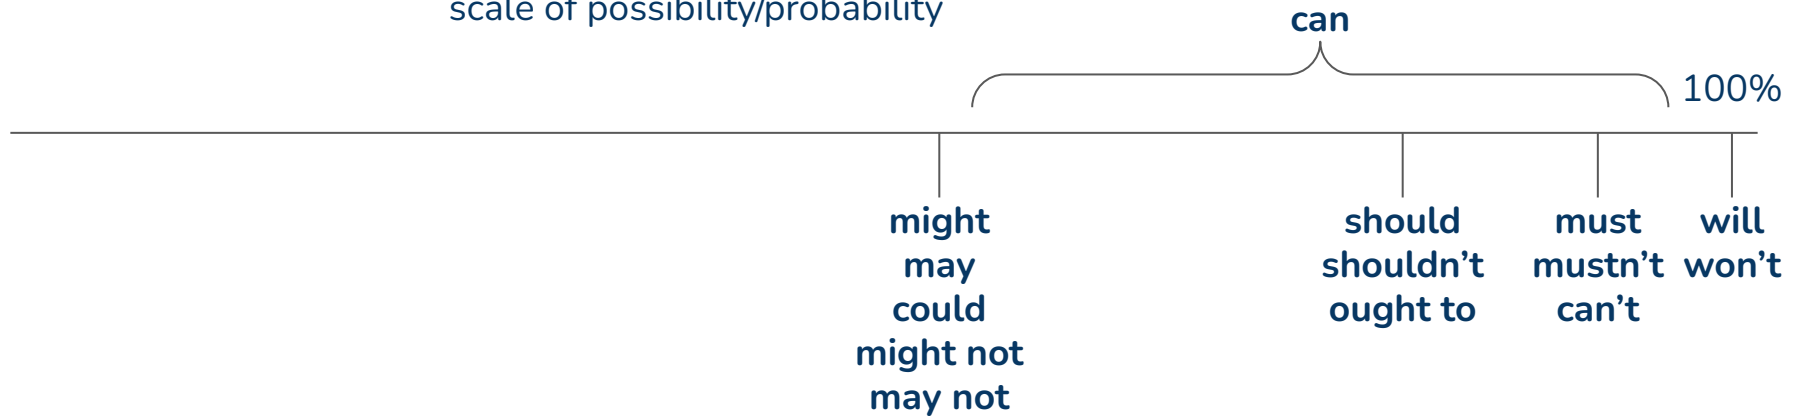 scale of possibility/probability
can
100%
might
may
could
might not
may not
should
shouldn’t
ought to
must
mustn’t
can’t
will
won’t